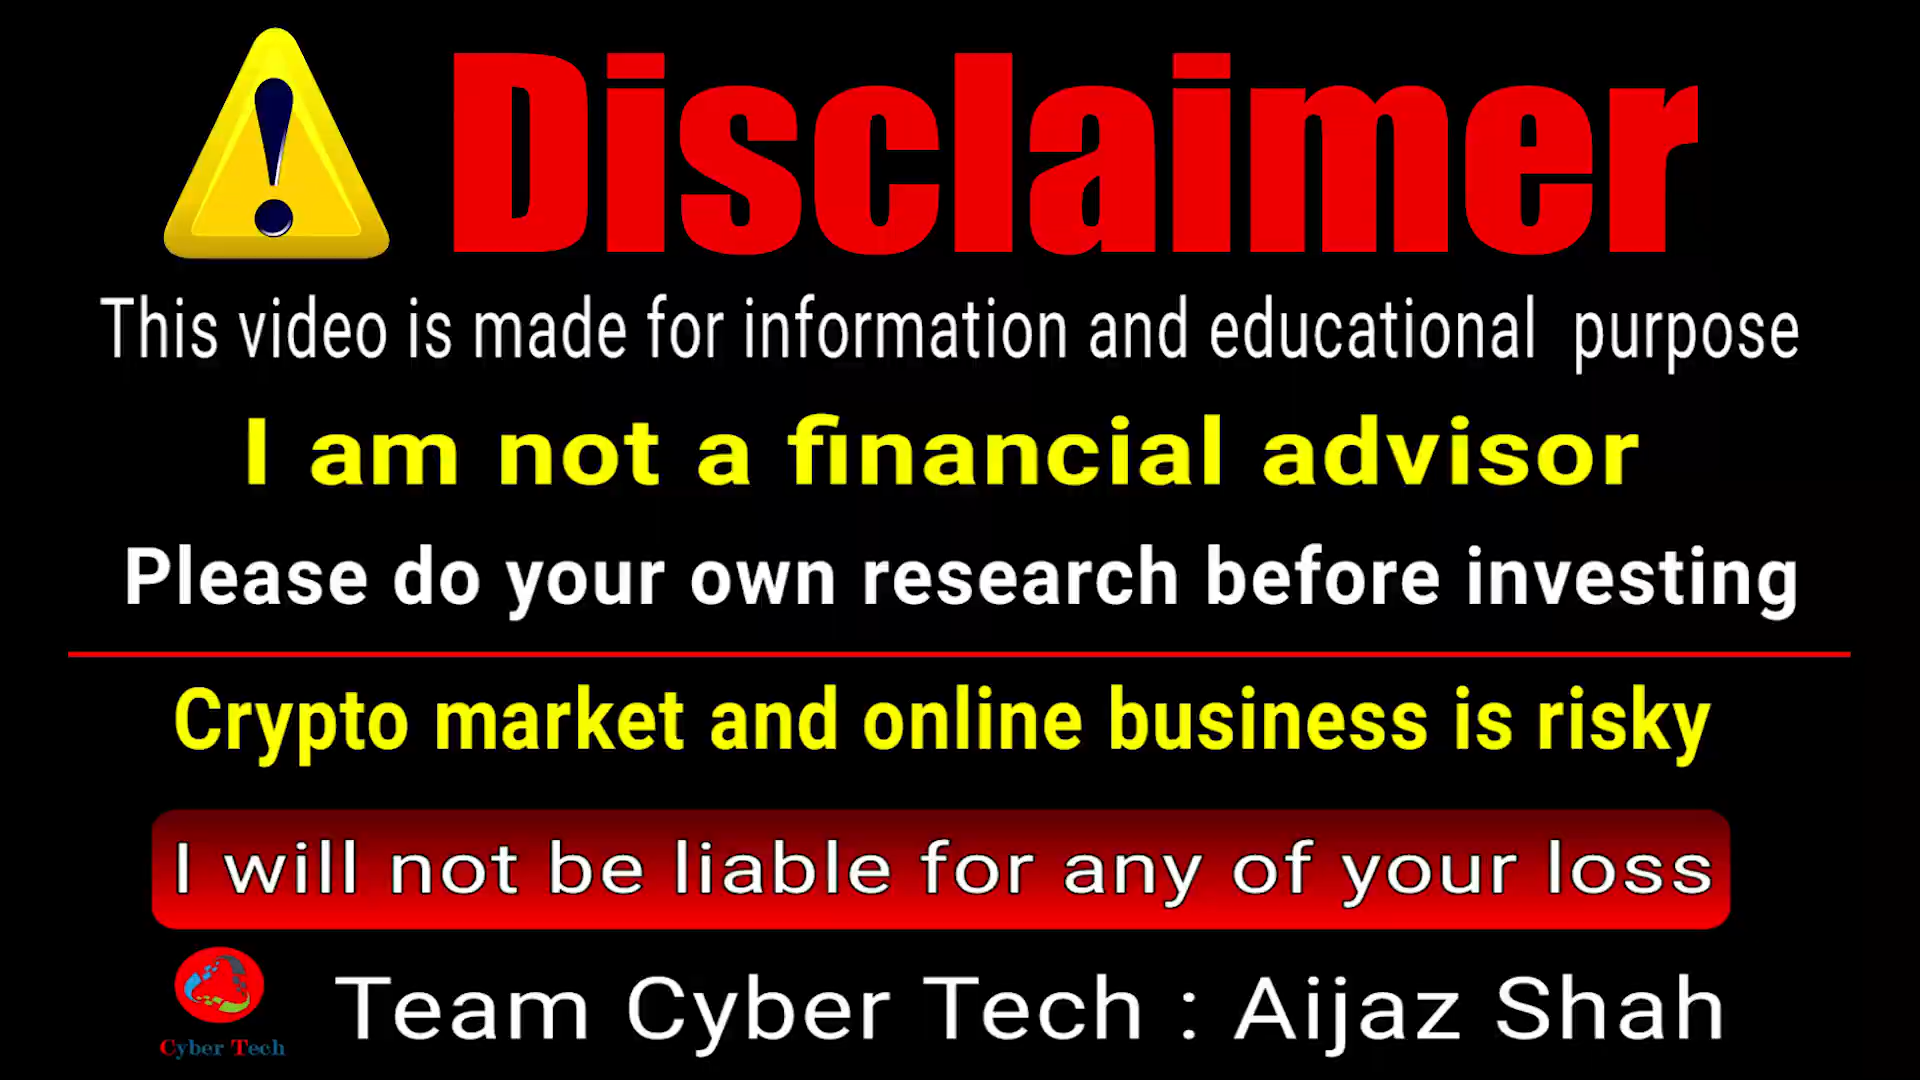 Disclaimer
This video is made for information and educational purpose
I am not a financial advisor
Please do your own research before investing
Crypto market and online business is risky
I will not be liable for any of your loss
Team Cyber Tech : Aijaz Shah
Cyber Tech